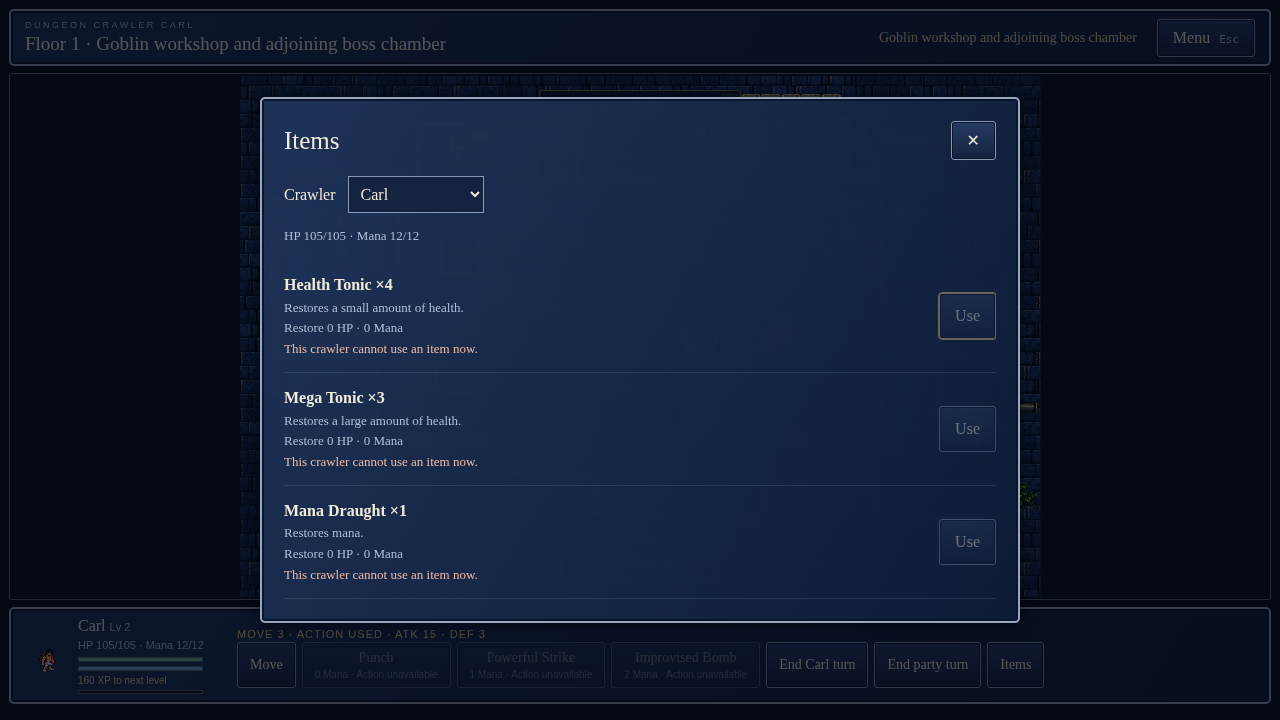 DUNGEON CRAWLER CARL
Floor 1 · Goblin workshop and adjoining boss chamber
Goblin workshop and adjoining boss chamber
Menu Esc
Items
✕
Crawler Carl
HP 105/105 · Mana 12/12
Health Tonic ×4
Restores a small amount of health.
Restore 0 HP · 0 Mana
This crawler cannot use an item now.
Use
Mega Tonic ×3
Restores a large amount of health.
Restore 0 HP · 0 Mana
This crawler cannot use an item now.
Use
Mana Draught ×1
Restores mana.
Restore 0 HP · 0 Mana
This crawler cannot use an item now.
Use
Carl Lv 2
HP 105/105 · Mana 12/12
160 XP to next level
MOVE 3 · ACTION USED · ATK 15 · DEF 3
Move
Punch
0 Mana · Action unavailable
Powerful Strike
1 Mana · Action unavailable
Improvised Bomb
2 Mana · Action unavailable
End Carl turn
End party turn
Items